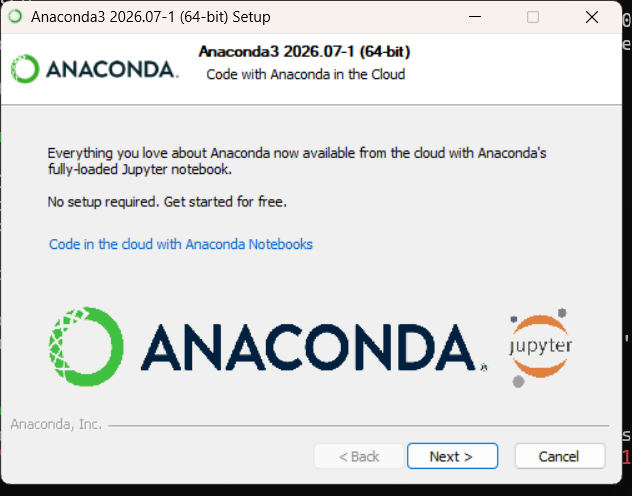 Anaconda3 2026.07-1 (64-bit) Setup
Anaconda3 2026.07-1 (64-bit)
Code with Anaconda in the Cloud
ANACONDA.
Everything you love about Anaconda now available from the cloud with Anaconda's
fully-loaded Jupyter notebook.
No setup required. Get started for free.
Code in the cloud with Anaconda Notebooks
ANACONDA.
jupyter
Anaconda, Inc.
< Back
Next >
Cancel